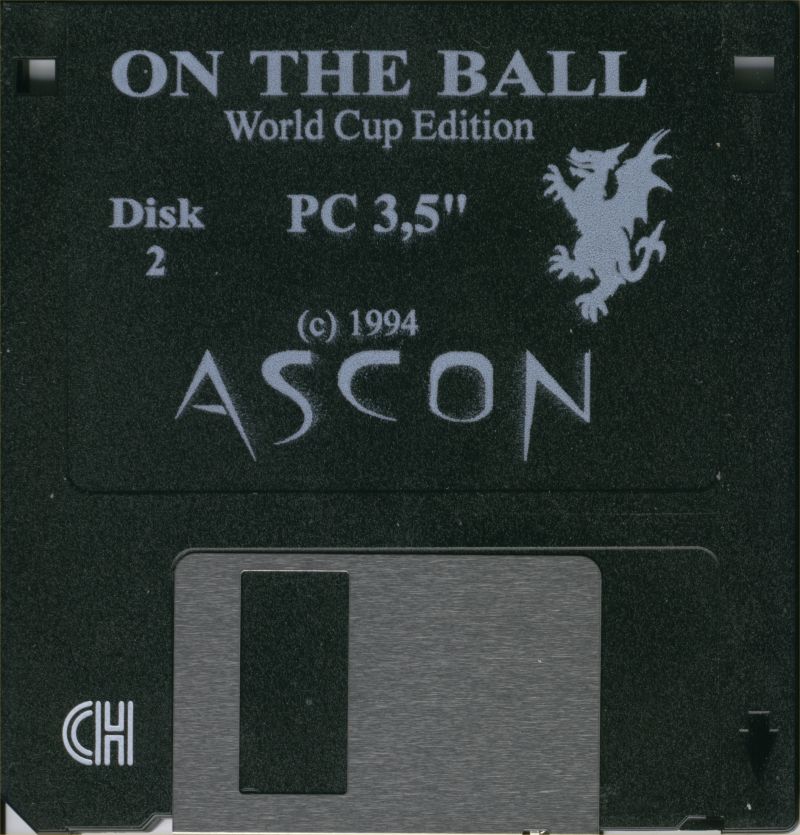 ON THE BALL
World Cup Edition
Disk
2
PC 3,5"
(c) 1994
ASCON
CH